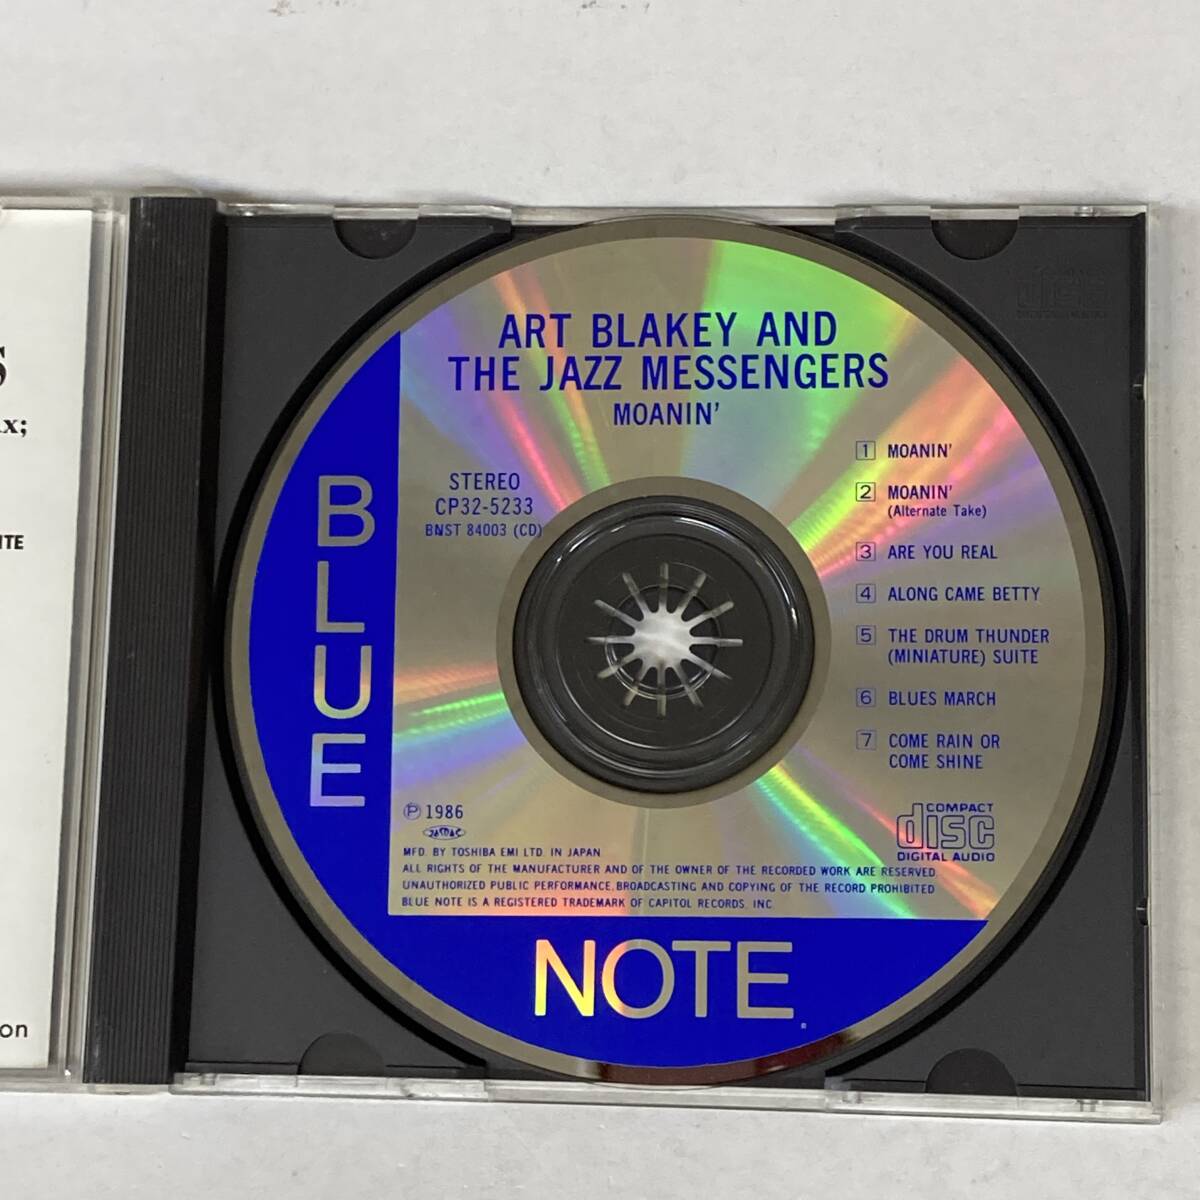 S
ax;
ITE
on
ART BLAKEY AND
THE JAZZ MESSENGERS
MOANIN'
STEREO
CP32-5233
BNST 84003 (CD)
1 MOANIN'
2 MOANIN'
(Alternate Take)
3 ARE YOU REAL
4 ALONG CAME BETTY
5 THE DRUM THUNDER
(MINIATURE) SUITE
6 BLUES MARCH
7 COME RAIN OR
COME SHINE
BLUE
NOTE
®
Ⓟ 1986
JASRAC
COMPACT
disc
DIGITAL AUDIO
MFD. BY TOSHIBA EMI LTD. IN JAPAN
ALL RIGHTS OF THE MANUFACTURER AND OF THE OWNER OF THE RECORDED WORK ARE RESERVED
UNAUTHORIZED PUBLIC PERFORMANCE, BROADCASTING AND COPYING OF THE RECORD PROHIBITED
BLUE NOTE IS A REGISTERED TRADEMARK OF CAPITOL RECORDS, INC.
disc